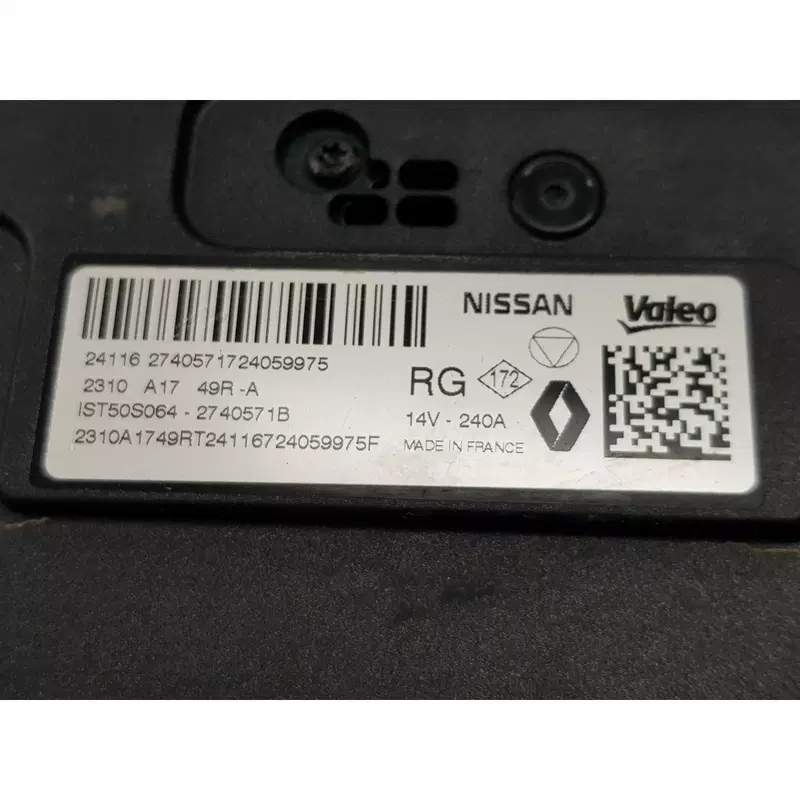 NISSAN Valeo
24116 2740571724059975
2310 A17 49R-A
IST50S064 - 2740571B
2310A1749RT24116724059975F
RG 172
14V - 240A
MADE IN FRANCE